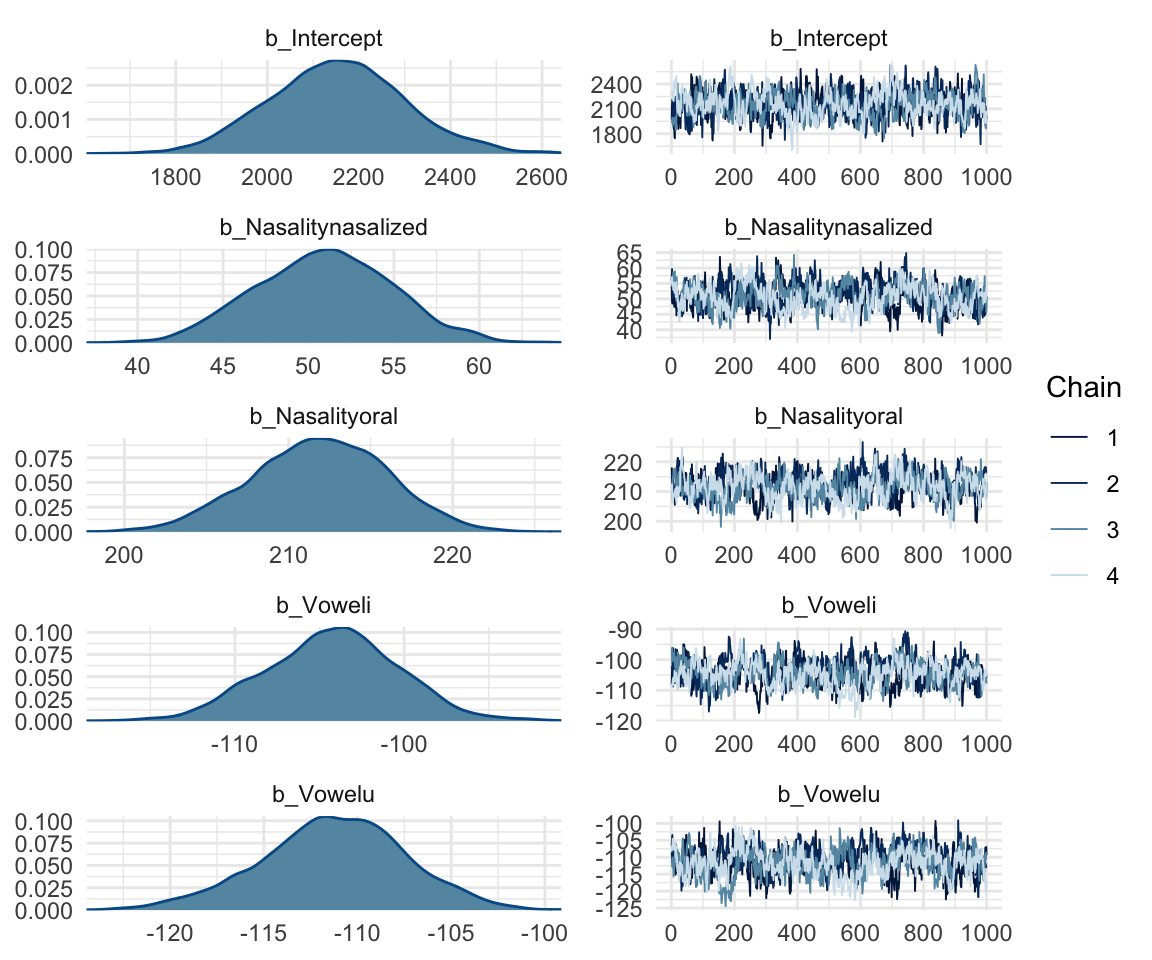 b_Intercept
0.002
0.001
0.000
1800 2000 2200 2400 2600
b_Intercept
2400
2100
1800
0 200 400 600 800 1000
b_Nasalitynasalized
0.100
0.075
0.050
0.025
0.000
40 45 50 55 60
b_Nasalitynasalized
65
60
55
50
45
40
0 200 400 600 800 1000
b_Nasalityoral
0.075
0.050
0.025
0.000
200 210 220
b_Nasalityoral
220
210
200
0 200 400 600 800 1000
b_Voweli
0.100
0.075
0.050
0.025
0.000
-110 -100
b_Voweli
-90
-100
-110
-120
0 200 400 600 800 1000
b_Vowelu
0.100
0.075
0.050
0.025
0.000
-120 -115 -110 -105 -100
b_Vowelu
-100
-105
-110
-115
-120
-125
0 200 400 600 800 1000
Chain
1
2
3
4